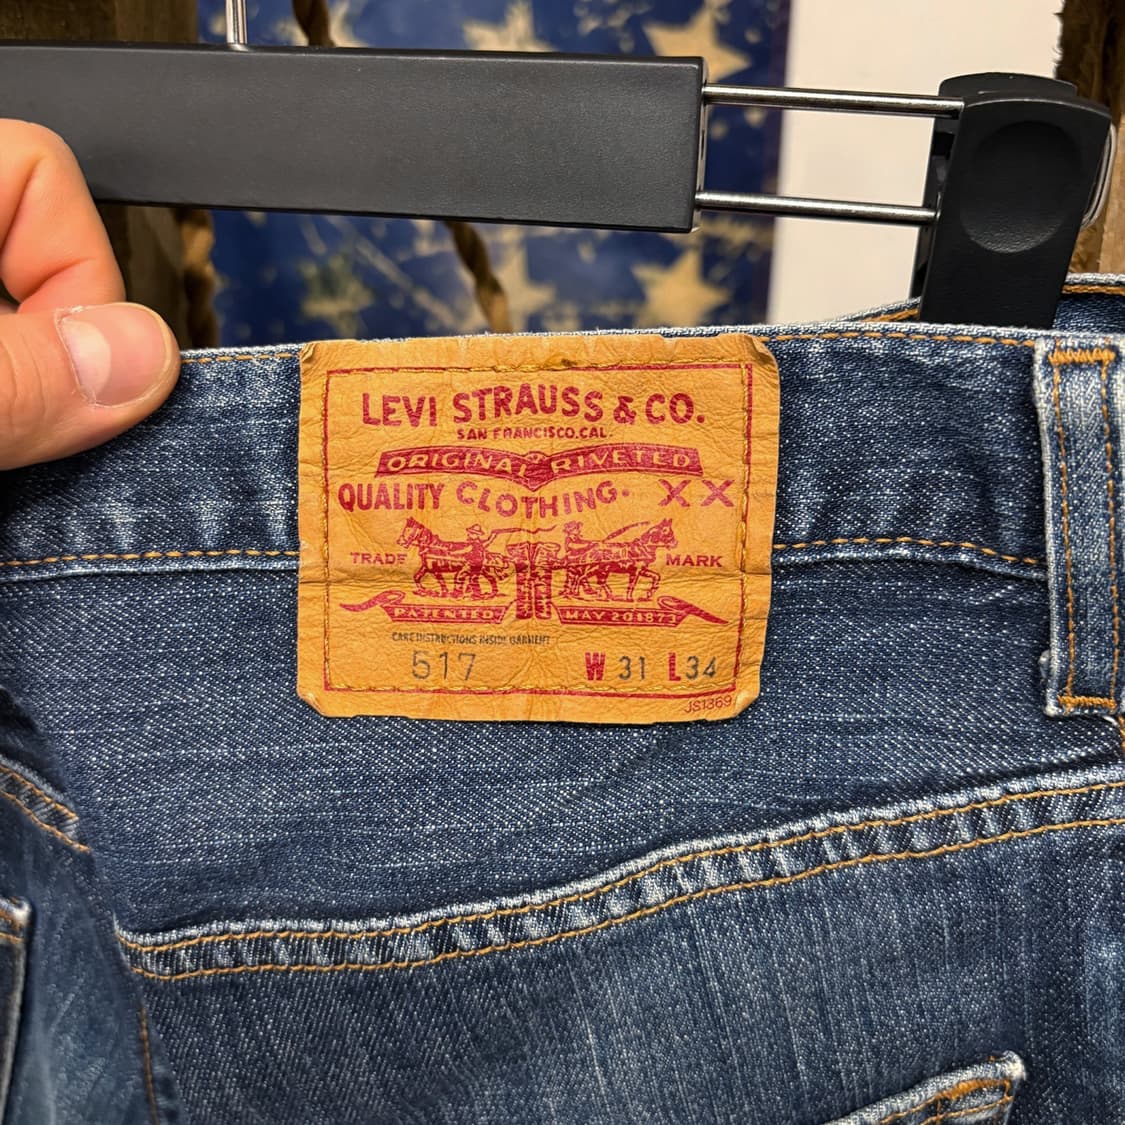 LEVI STRAUSS & CO.
SAN FRANCISCO, CAL.
ORIGINAL RIVETED
QUALITY CLOTHING. XX
TRADE MARK
PATENTED MAY 20 1873
CARE INSTRUCTIONS INSIDE GARMENT
517 W 31 L 34
JS1369